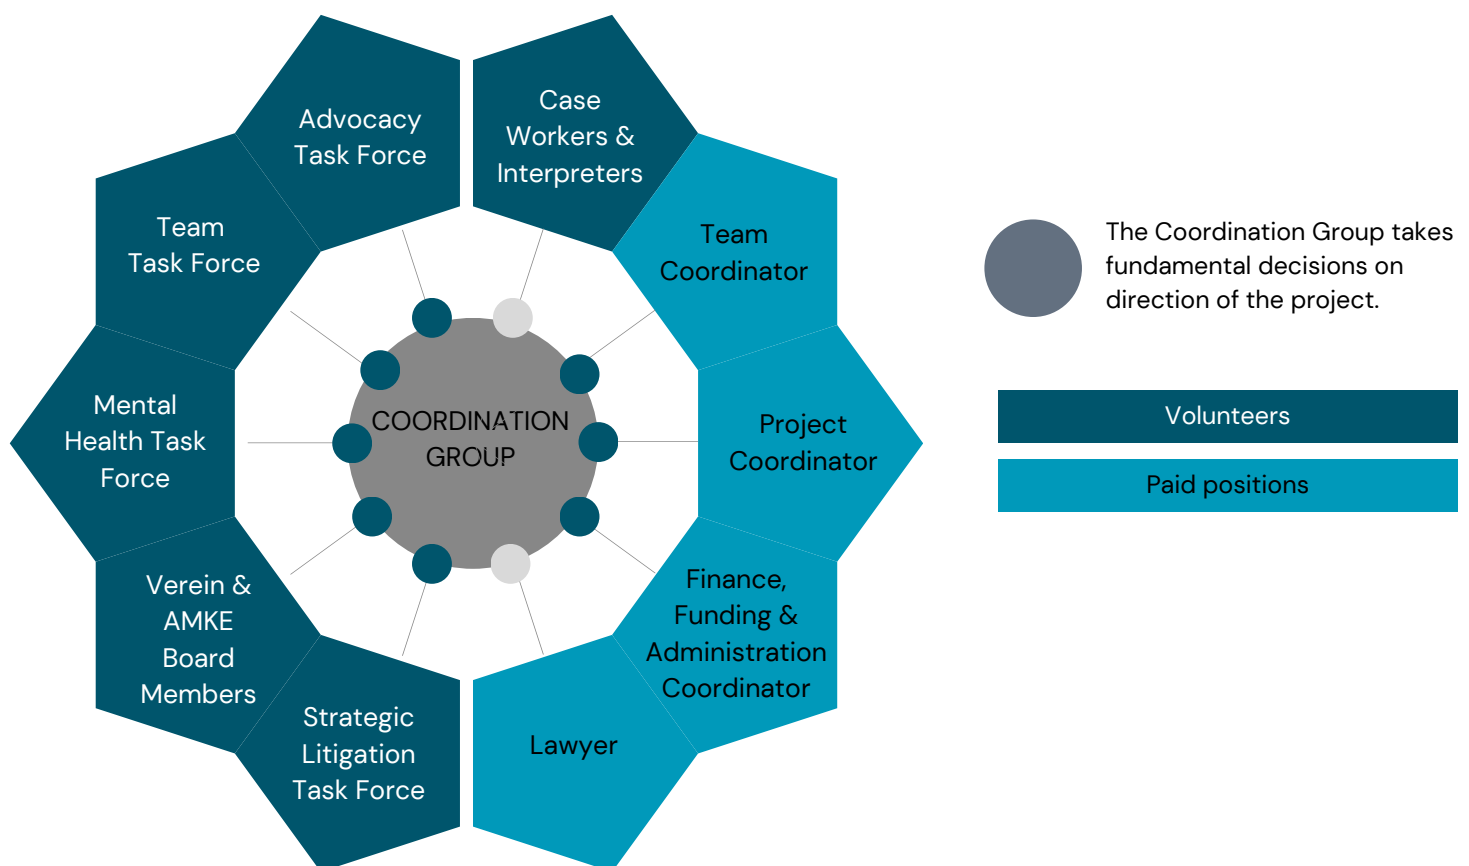 Advocacy
Task Force
Case
Workers &
Interpreters
Team
Task Force
Team
Coordinator
Mental
Health Task
Force
COORDINATION
GROUP
Project
Coordinator
Verein &
AMKE
Board
Members
Finance,
Funding &
Administration
Coordinator
Strategic
Litigation
Task Force
Lawyer
The Coordination Group takes
fundamental decisions on
direction of the project.
Volunteers
Paid positions